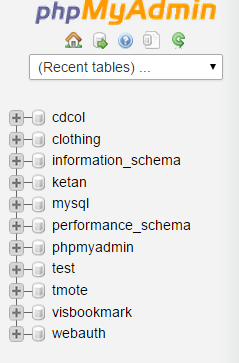 phpMyAdmin
(Recent tables) ...
cdcol
clothing
information_schema
ketan
mysql
performance_schema
phpmyadmin
test
tmote
visbookmark
webauth